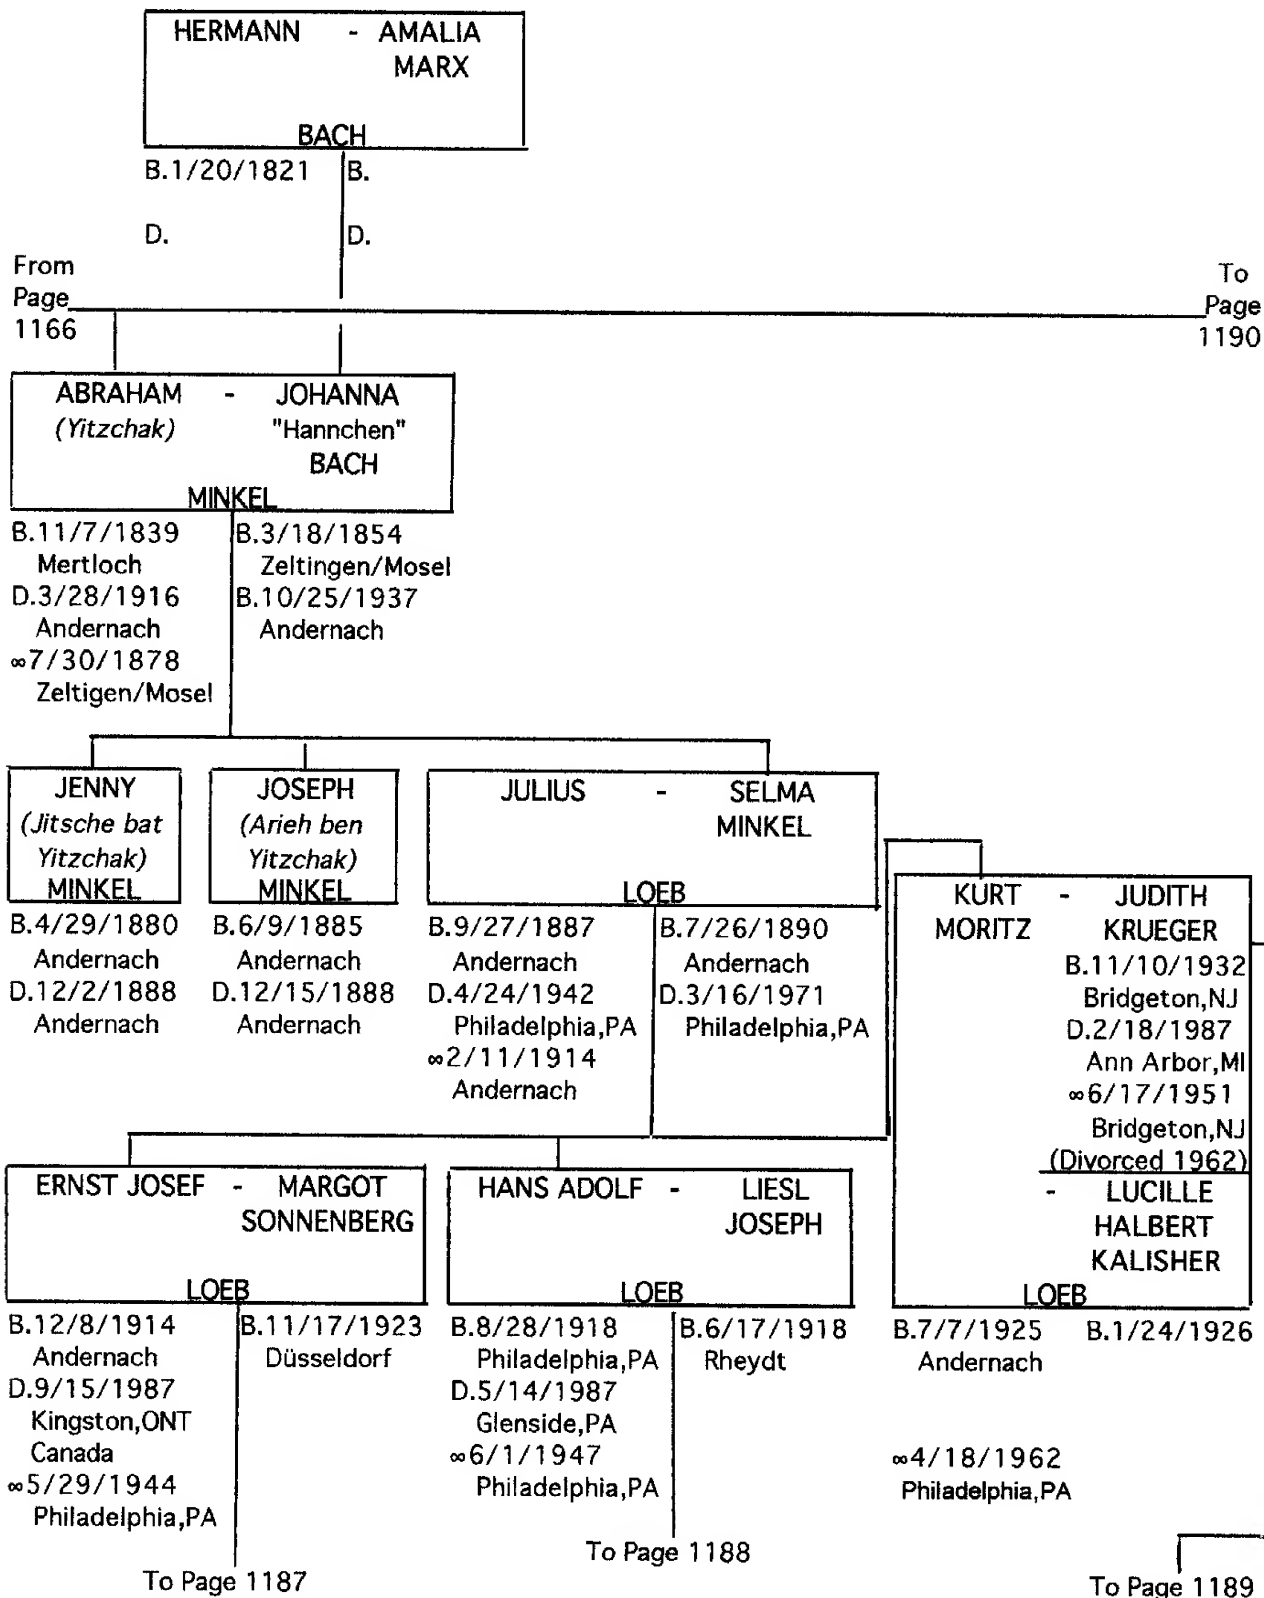 HERMANN - AMALIA
MARX
BACH
B.1/20/1821 B.
D. D.
From
Page
1166
To
Page
1190
ABRAHAM - JOHANNA
(Yitzchak) "Hannchen"
BACH
MINKEL
B.11/7/1839
Mertloch
D.3/28/1916
Andernach
∞7/30/1878
Zeltigen/Mosel
B.3/18/1854
Zeltingen/Mosel
B.10/25/1937
Andernach
JENNY
(Jitsche bat
Yitzchak)
MINKEL
B.4/29/1880
Andernach
D.12/2/1888
Andernach
JOSEPH
(Arieh ben
Yitzchak)
MINKEL
B.6/9/1885
Andernach
D.12/15/1888
Andernach
JULIUS - SELMA
MINKEL
LOEB
B.9/27/1887
Andernach
D.4/24/1942
Philadelphia,PA
∞2/11/1914
Andernach
B.7/26/1890
Andernach
D.3/16/1971
Philadelphia,PA
KURT - JUDITH
MORITZ KRUEGER
B.11/10/1932
Bridgeton,NJ
D.2/18/1987
Ann Arbor,MI
∞6/17/1951
Bridgeton,NJ
(Divorced 1962)
- LUCILLE
HALBERT
KALISHER
LOEB
B.7/7/1925
Andernach
B.1/24/1926
∞4/18/1962
Philadelphia,PA
ERNST JOSEF - MARGOT
SONNENBERG
LOEB
B.12/8/1914
Andernach
D.9/15/1987
Kingston,ONT
Canada
∞5/29/1944
Philadelphia,PA
B.11/17/1923
Düsseldorf
To Page 1187
HANS ADOLF - LIESL
JOSEPH
LOEB
B.8/28/1918
Philadelphia,PA
D.5/14/1987
Glenside,PA
∞6/1/1947
Philadelphia,PA
B.6/17/1918
Rheydt
To Page 1188
To Page 1189